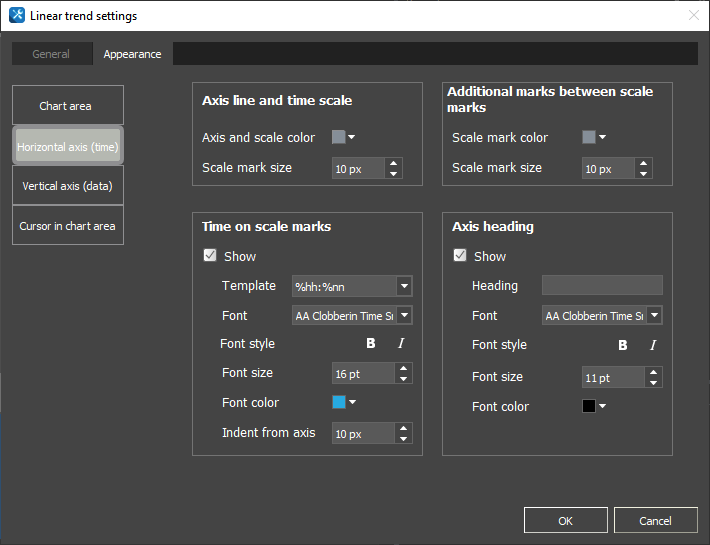 Linear trend settings
General
Appearance
Chart area
Horizontal axis (time)
Vertical axis (data)
Cursor in chart area
Axis line and time scale
Axis and scale color
Scale mark size
10 px
Additional marks between scale
marks
Scale mark color
Scale mark size
10 px
Time on scale marks
Show
Template
%hh:%nn
Font
AA Clobberin Time Sr
Font style
B
I
Font size
16 pt
Font color
Indent from axis
10 px
Axis heading
Show
Heading
Font
AA Clobberin Time Sr
Font style
B
I
Font size
11 pt
Font color
OK
Cancel